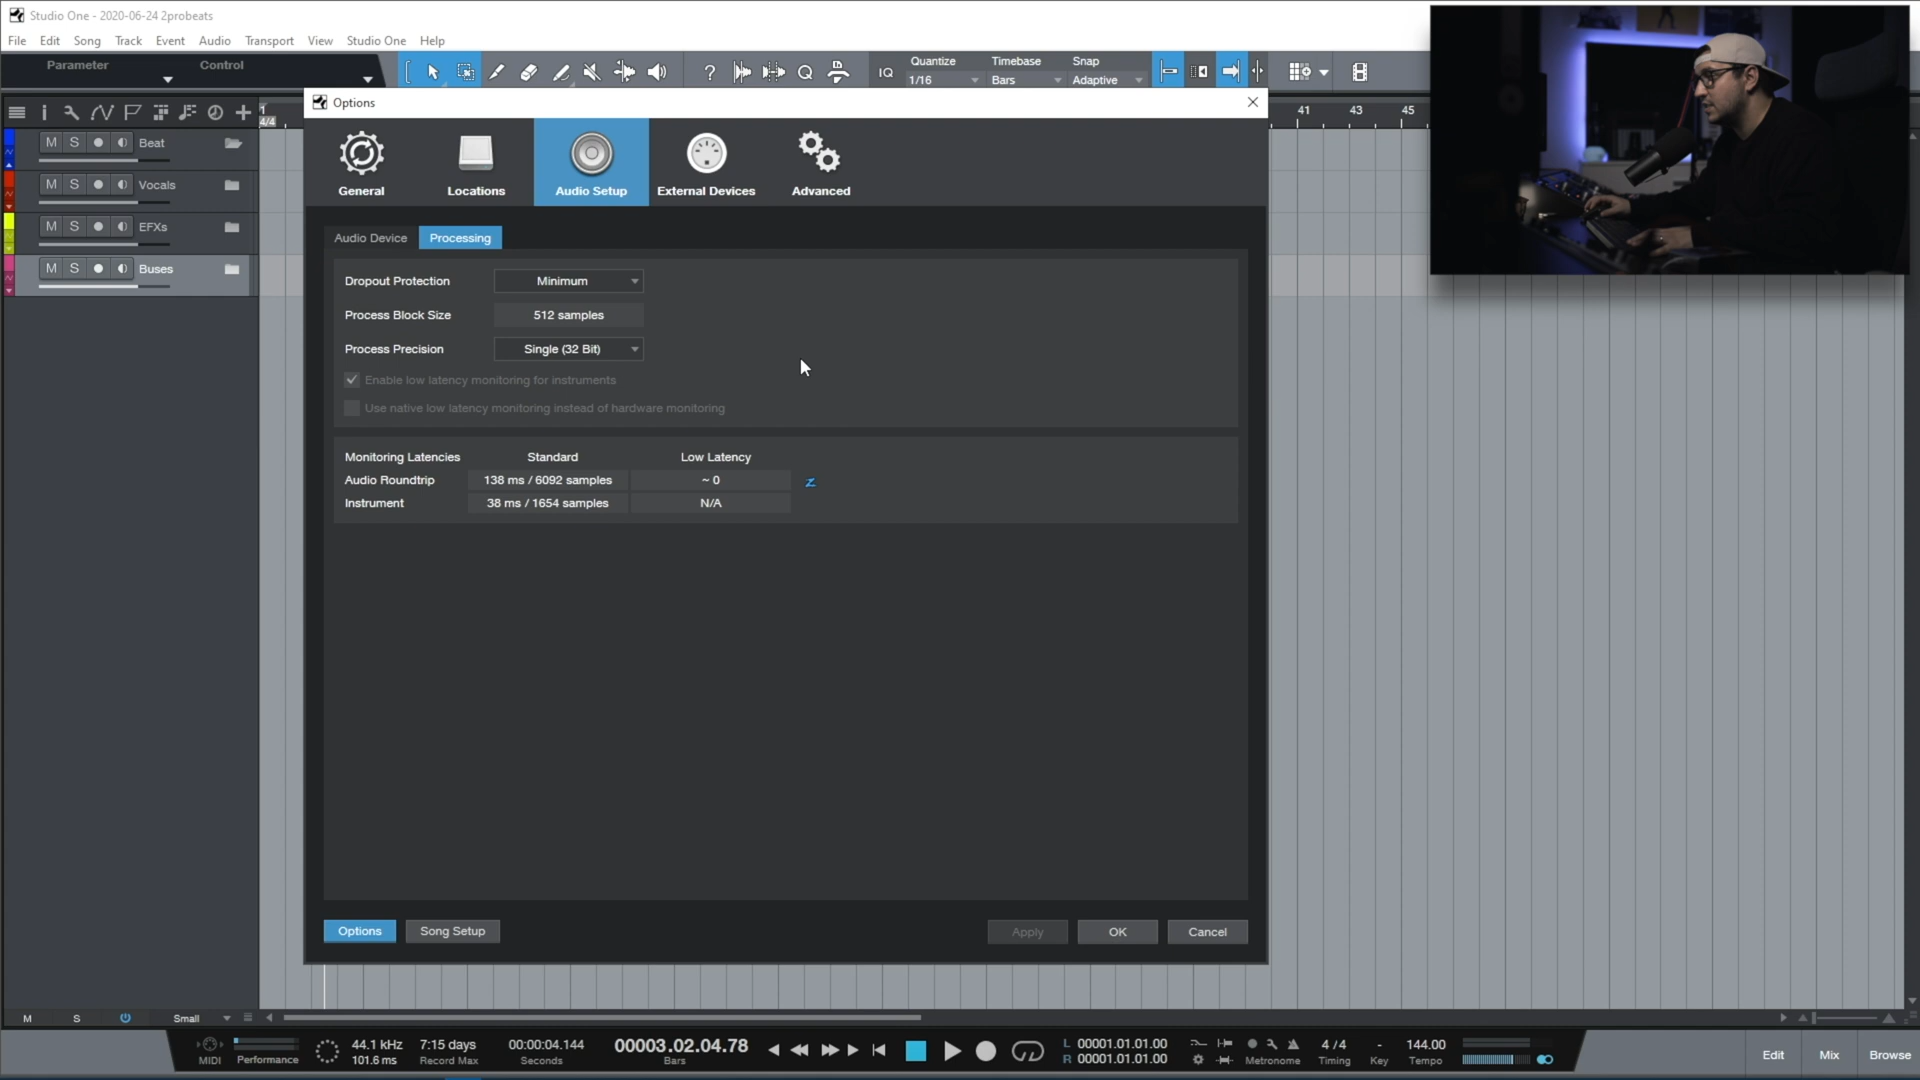 Studio One - 2020-06-24 2probeats
File Edit Song Track Event Audio Transport View Studio One Help
Parameter Control
IQ
Quantize Timebase Snap
1/16 Bars Adaptive
1
4/4
41 43 45
M S Beat
M S Vocals
M S EFXs
M S Buses
Options
General Locations Audio Setup External Devices Advanced
Audio Device Processing
Dropout Protection Minimum
Process Block Size 512 samples
Process Precision Single (32 Bit)
Enable low latency monitoring for instruments
Use native low latency monitoring instead of hardware monitoring
Monitoring Latencies Standard Low Latency
Audio Roundtrip 138 ms / 6092 samples ~ 0 Z
Instrument 38 ms / 1654 samples N/A
Options Song Setup Apply OK Cancel
M S Small
MIDI Performance
44.1 kHz 7:15 days 00:00:04.144 00003.02.04.78
101.6 ms Record Max Seconds Bars
L 00001.01.01.00
R 00001.01.01.00
Metronome
4 / 4 - 144.00
Timing Key Tempo
Edit Mix Browse